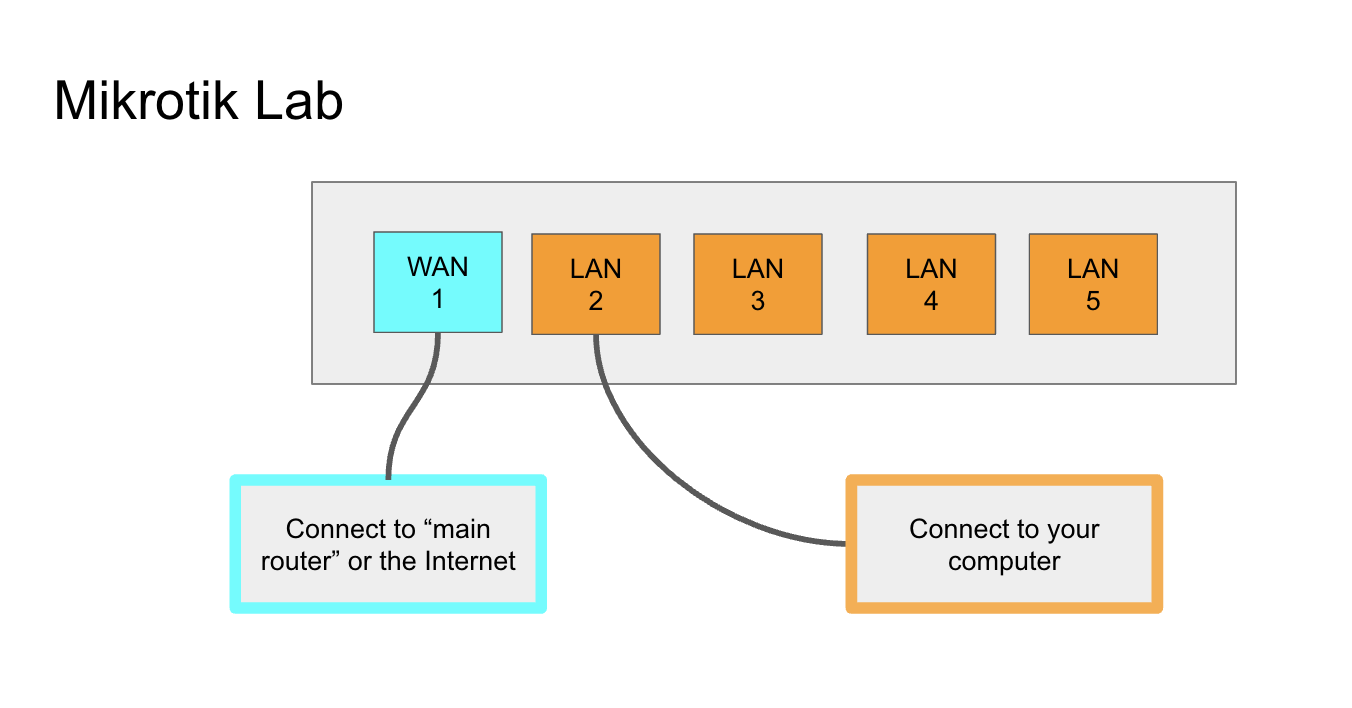 Mikrotik Lab
WAN
1
LAN
2
LAN
3
LAN
4
LAN
5
Connect to “main
router” or the Internet
Connect to your
computer